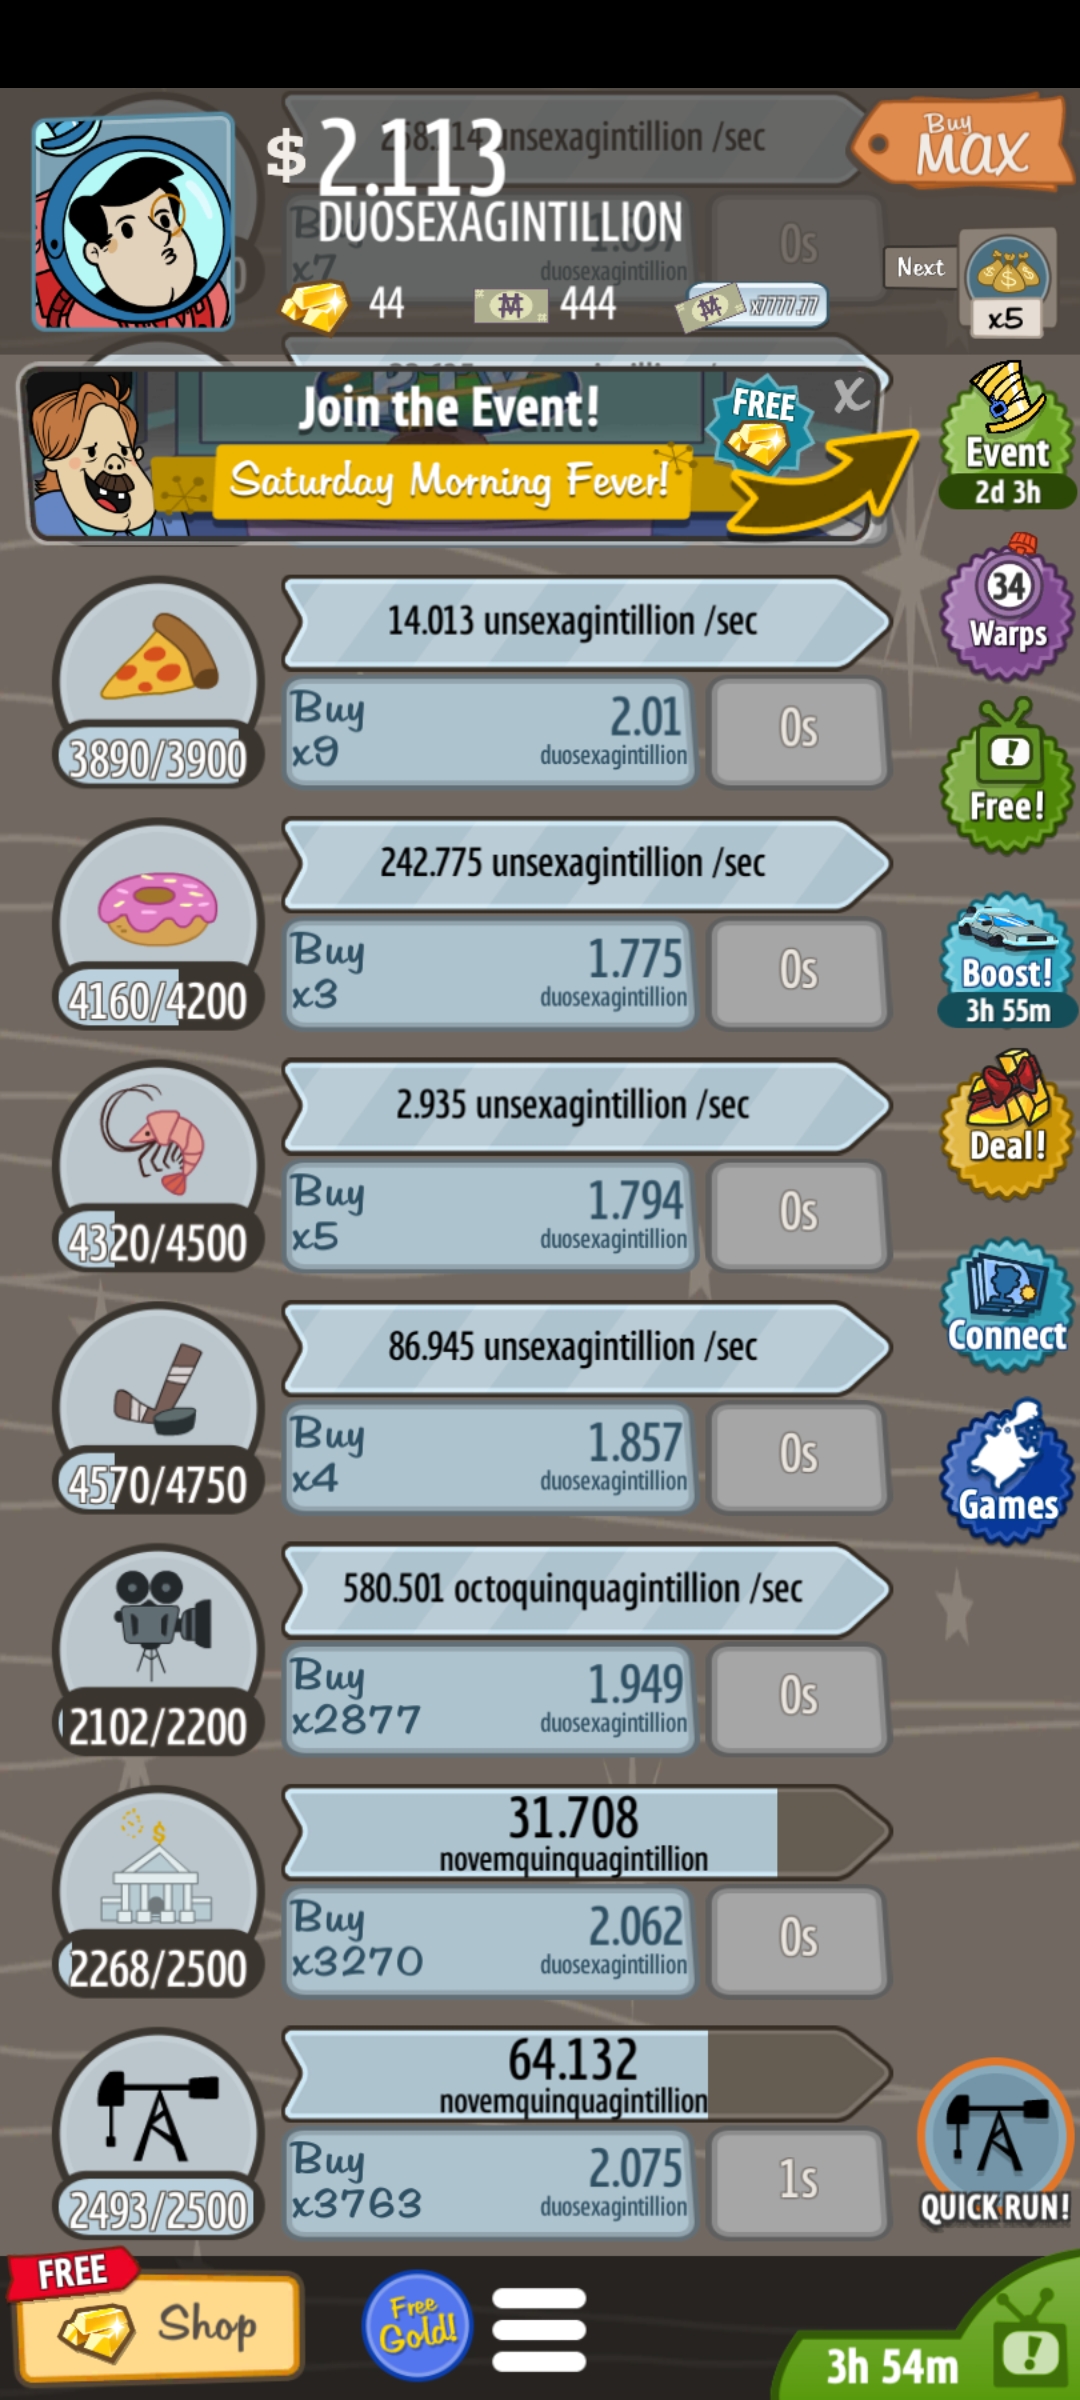 $ 2.113
DUOSEXAGINTILLION
unsexagintillion /sec
Buy
MAX
Buy
x7
duosexagintillion
0s
Next
x5
44
444
x7777.77
Join the Event!
FREE
X
Saturday Morning Fever!
Event
2d 3h
14.013 unsexagintillion /sec
34
Warps
3890/3900
Buy
x9
2.01
duosexagintillion
0s
Free!
242.775 unsexagintillion /sec
4160/4200
Buy
x3
1.775
duosexagintillion
0s
Boost!
3h 55m
2.935 unsexagintillion /sec
Deal!
4320/4500
Buy
x5
1.794
duosexagintillion
0s
Connect
86.945 unsexagintillion /sec
4570/4750
Buy
x4
1.857
duosexagintillion
0s
Games
580.501 octoquinquagintillion /sec
2102/2200
Buy
x2877
1.949
duosexagintillion
0s
31.708
novemquinquagintillion
$
2268/2500
Buy
x3270
2.062
duosexagintillion
0s
64.132
novemquinquagintillion
2493/2500
Buy
x3763
2.075
duosexagintillion
1s
QUICK RUN!
FREE
Shop
Free
Gold!
3h 54m